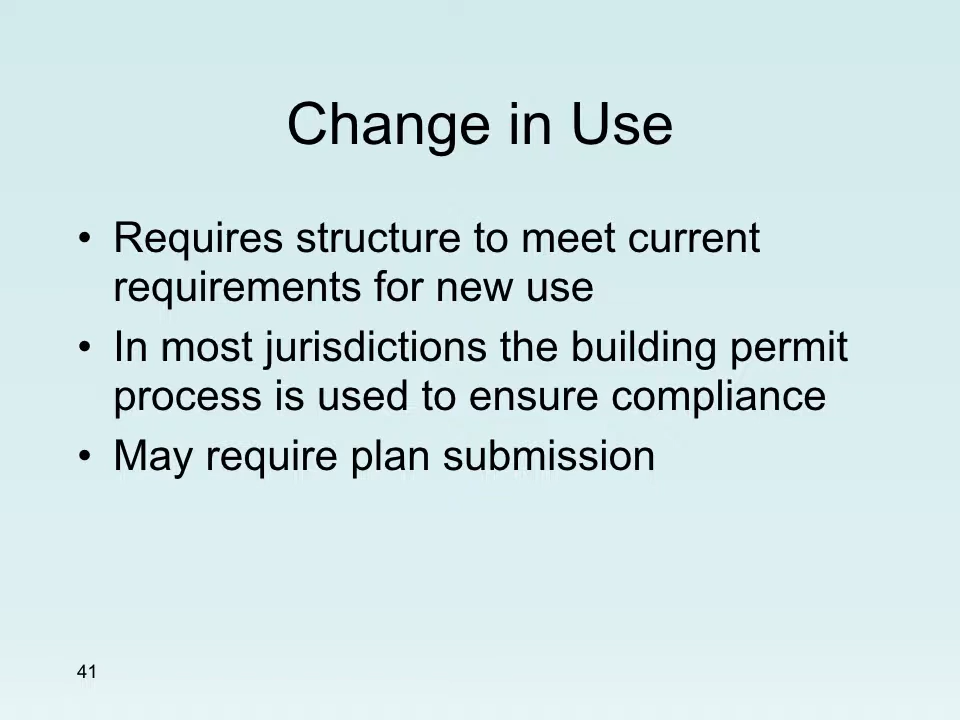 Change in Use
• Requires structure to meet current
requirements for new use
• In most jurisdictions the building permit
process is used to ensure compliance
• May require plan submission
41